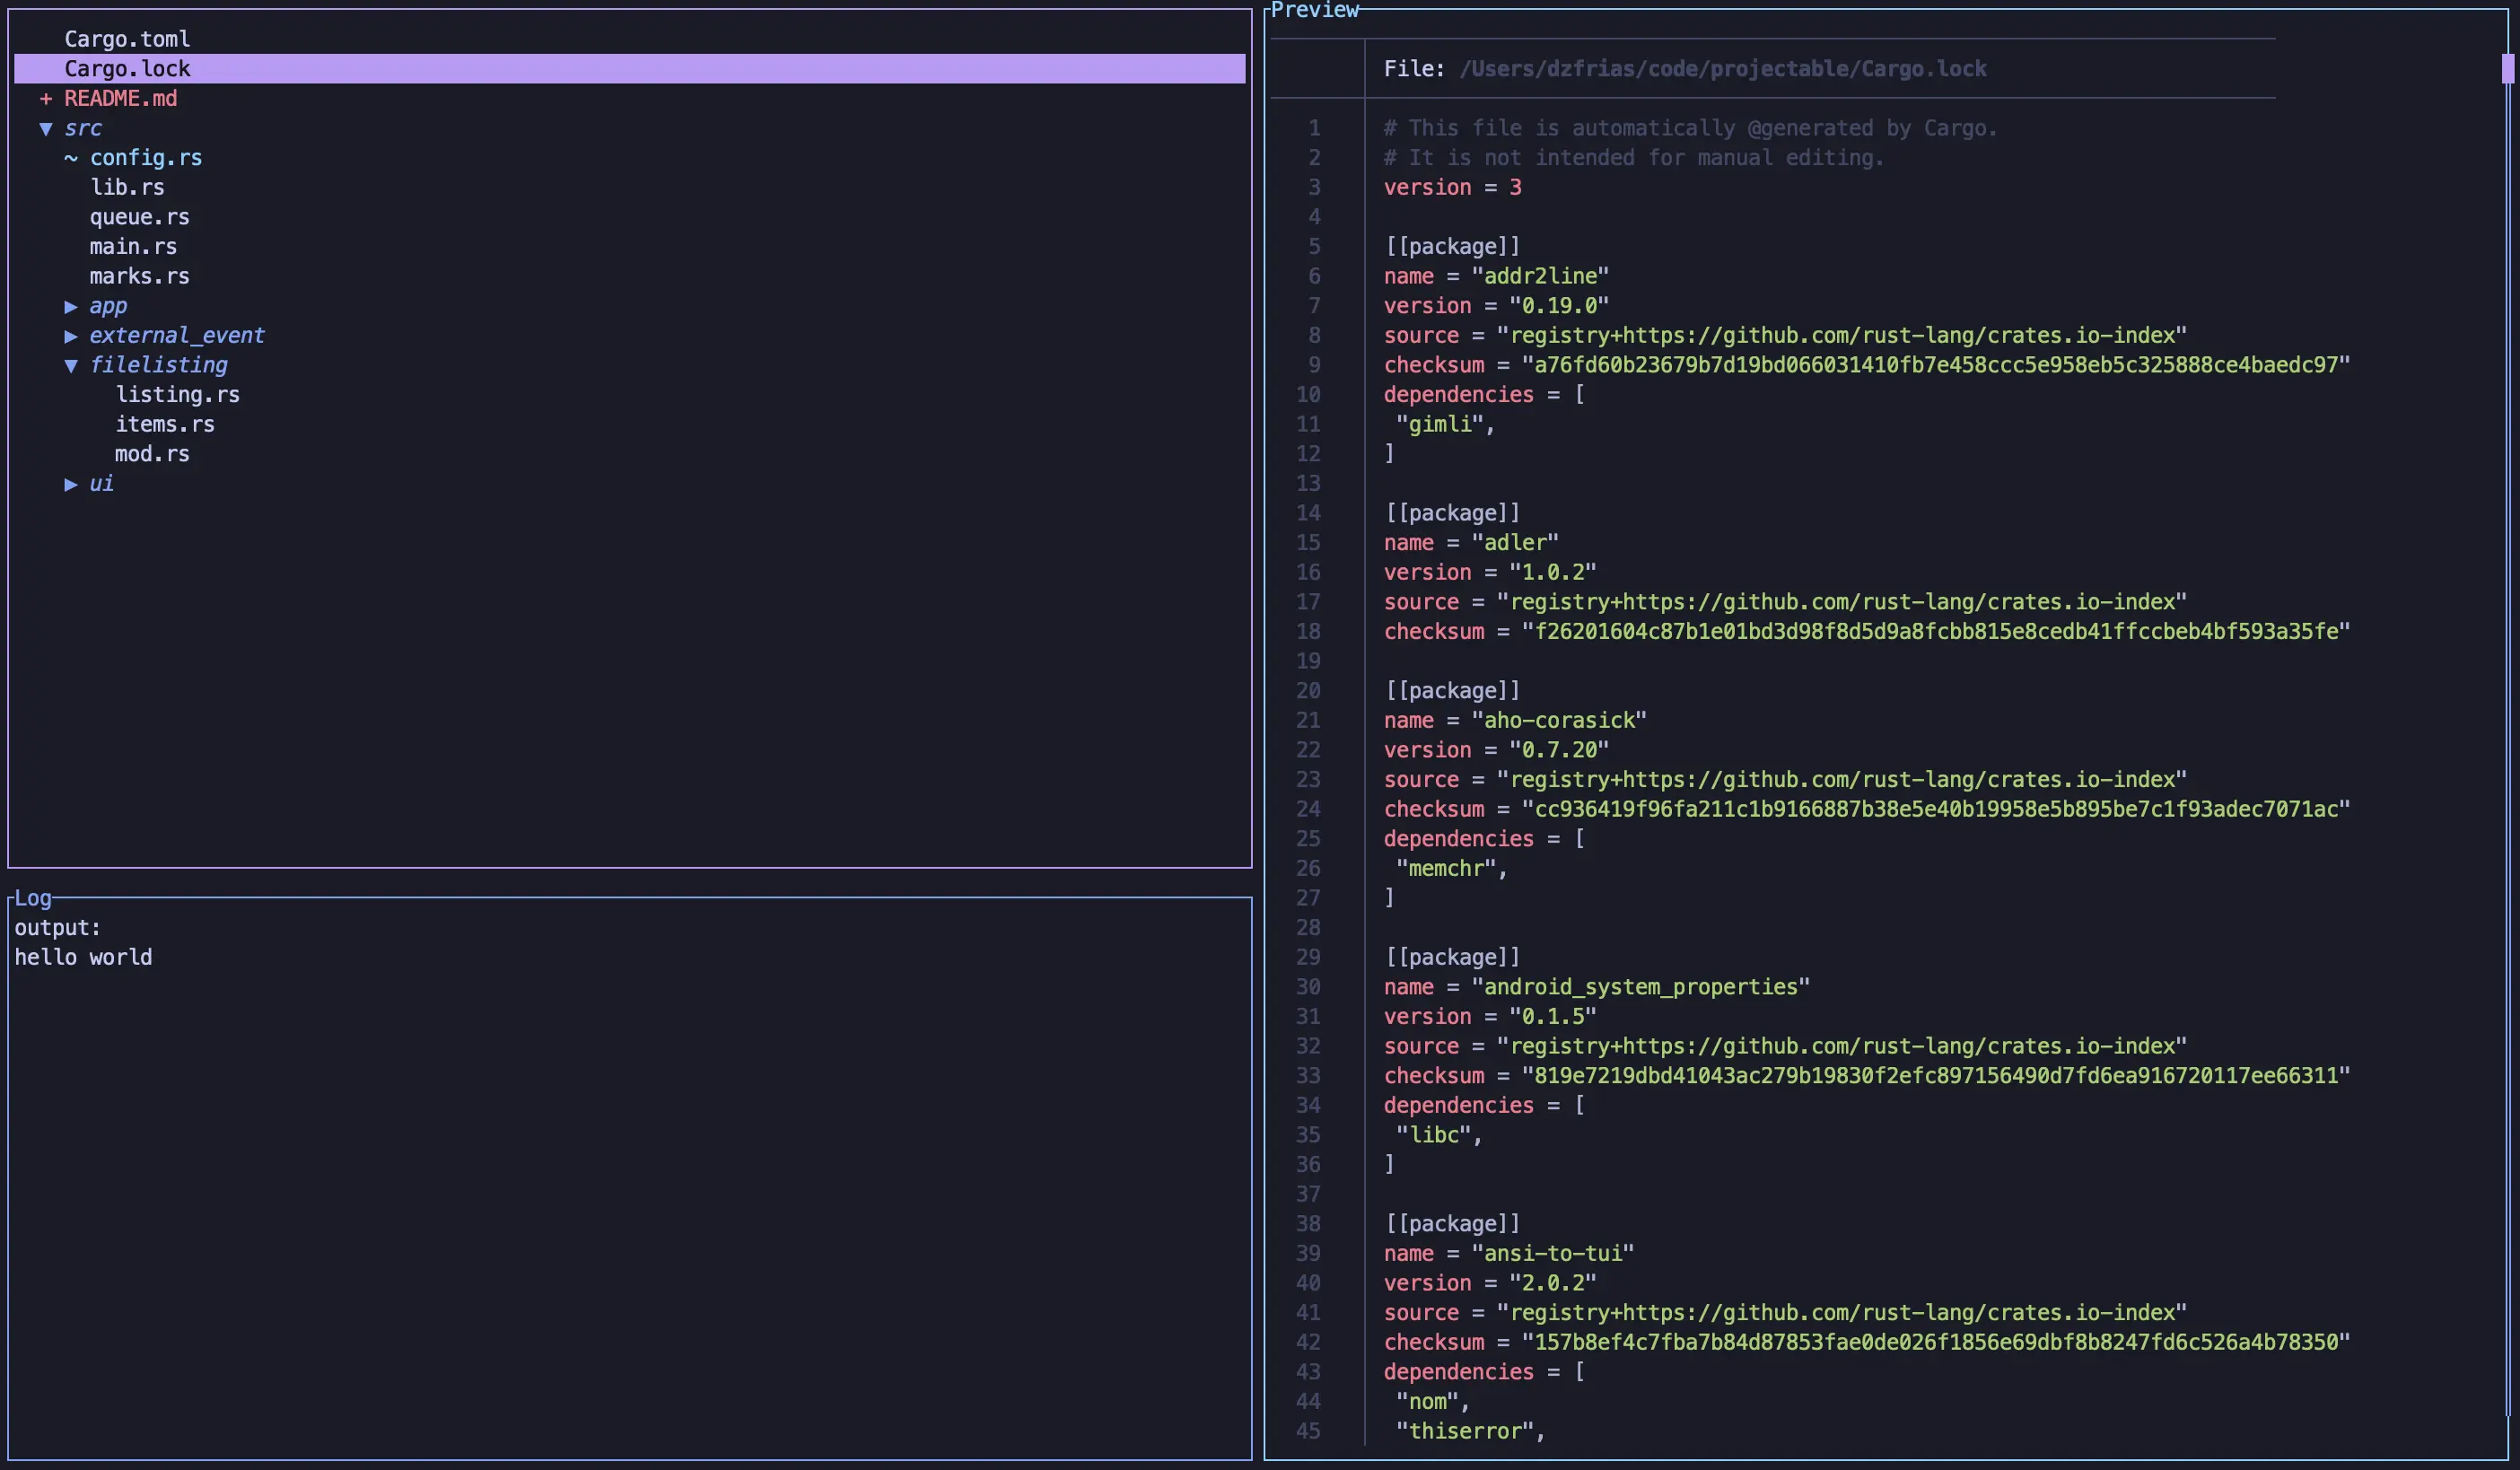 Cargo.toml
Cargo.lock
+ README.md
▼ src
~ config.rs
lib.rs
queue.rs
main.rs
marks.rs
▶ app
▶ external_event
▼ filelisting
listing.rs
items.rs
mod.rs
▶ ui
Log
output:
hello world
Preview
File: /Users/dzfrias/code/projectable/Cargo.lock
1 # This file is automatically @generated by Cargo.
2 # It is not intended for manual editing.
3 version = 3
4
5 [[package]]
6 name = "addr2line"
7 version = "0.19.0"
8 source = "registry+https://github.com/rust-lang/crates.io-index"
9 checksum = "a76fd60b23679b7d19bd066031410fb7e458ccc5e958eb5c325888ce4baedc97"
10 dependencies = [
11 "gimli",
12 ]
13
14 [[package]]
15 name = "adler"
16 version = "1.0.2"
17 source = "registry+https://github.com/rust-lang/crates.io-index"
18 checksum = "f26201604c87b1e01bd3d98f8d5d9a8fcbb815e8cedb41ffccbeb4bf593a35fe"
19
20 [[package]]
21 name = "aho-corasick"
22 version = "0.7.20"
23 source = "registry+https://github.com/rust-lang/crates.io-index"
24 checksum = "cc936419f96fa211c1b9166887b38e5e40b19958e5b895be7c1f93adec7071ac"
25 dependencies = [
26 "memchr",
27 ]
28
29 [[package]]
30 name = "android_system_properties"
31 version = "0.1.5"
32 source = "registry+https://github.com/rust-lang/crates.io-index"
33 checksum = "819e7219dbd41043ac279b19830f2efc897156490d7fd6ea916720117ee66311"
34 dependencies = [
35 "libc",
36 ]
37
38 [[package]]
39 name = "ansi-to-tui"
40 version = "2.0.2"
41 source = "registry+https://github.com/rust-lang/crates.io-index"
42 checksum = "157b8ef4c7fba7b84d87853fae0de026f1856e69dbf8b8247fd6c526a4b78350"
43 dependencies = [
44 "nom",
45 "thiserror",